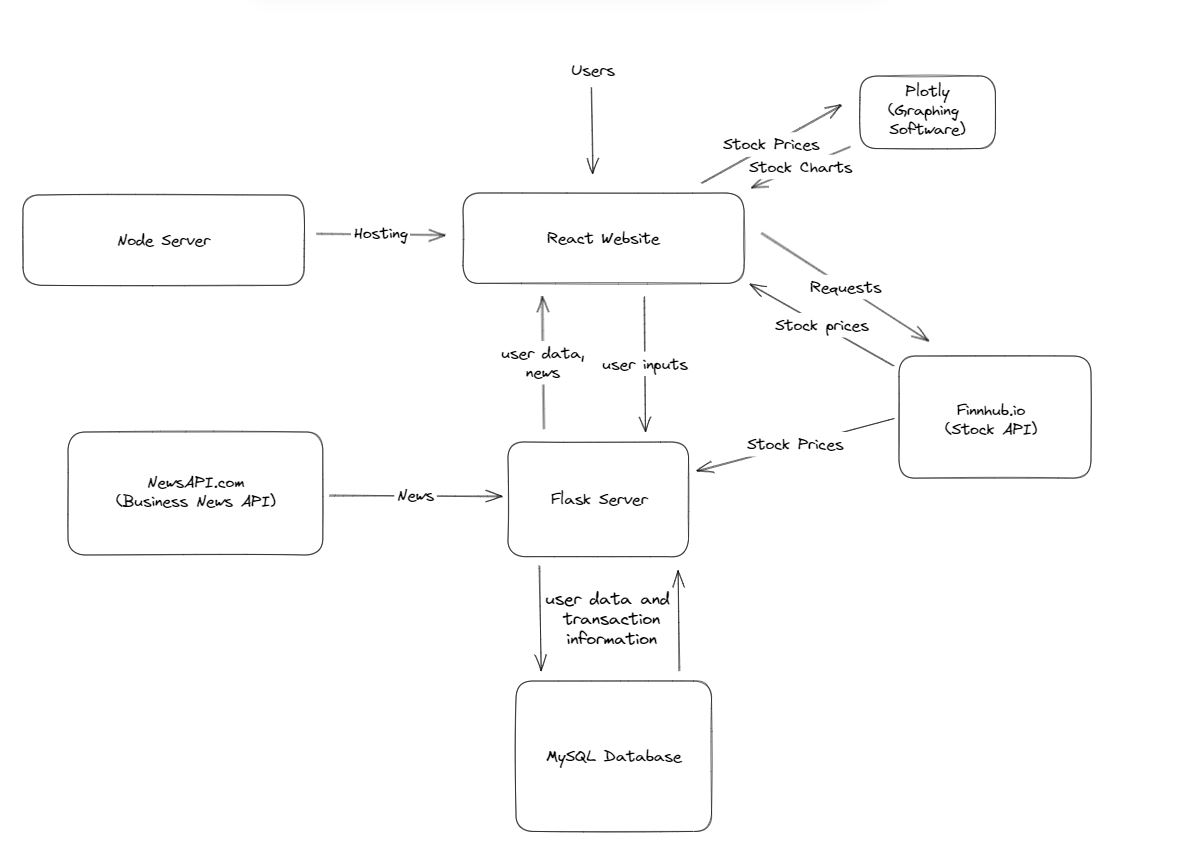 Users
Plotly
(Graphing
Software)
Stock Prices
Stock Charts
Node Server
Hosting
React Website
Requests
Stock prices
user data,
news
user inputs
Finnhub.io
(Stock API)
Stock Prices
NewsAPI.com
(Business News API)
News
Flask Server
user data and
transaction
information
MySQL Database